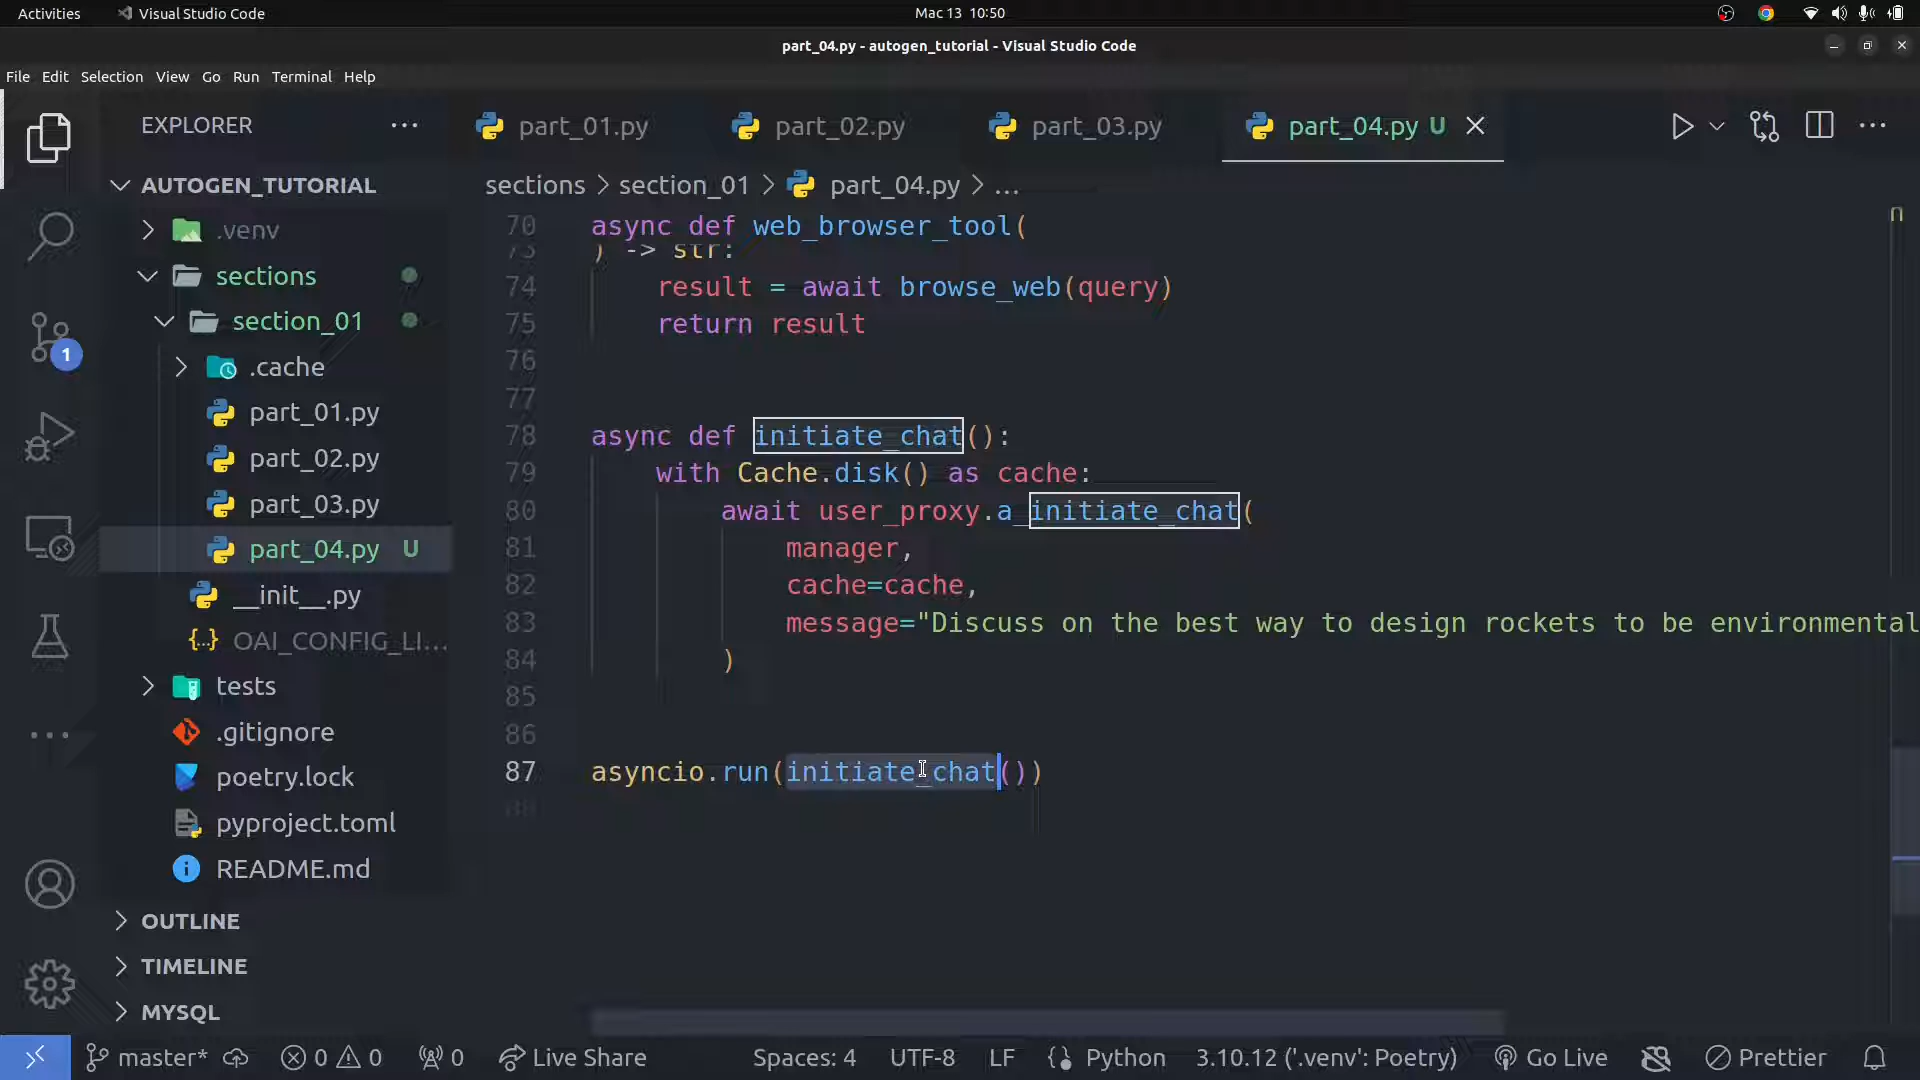 Activities Visual Studio Code Mac 13 10:50
part_04.py - autogen_tutorial - Visual Studio Code
File Edit Selection View Go Run Terminal Help
EXPLORER ...
part_01.py part_02.py part_03.py part_04.py U
AUTOGEN_TUTORIAL
.venv
sections
section_01
.cache
part_01.py
part_02.py
part_03.py
part_04.py U
__init__.py
{..} OAI_CONFIG_LI...
tests
.gitignore
poetry.lock
pyproject.toml
README.md
OUTLINE
TIMELINE
MYSQL
1
sections > section_01 > part_04.py > ...
70 async def web_browser_tool(
73 ) -> str:
74 result = await browse_web(query)
75 return result
76
77
78 async def initiate_chat():
79 with Cache.disk() as cache:
80 await user_proxy.a_initiate_chat(
81 manager,
82 cache=cache,
83 message="Discuss on the best way to design rockets to be environmental
84 )
85
86
87 asyncio.run(initiate_chat())
88
master* 0 0 0 Live Share Spaces: 4 UTF-8 LF Python 3.10.12 ('.venv': Poetry) Go Live Prettier